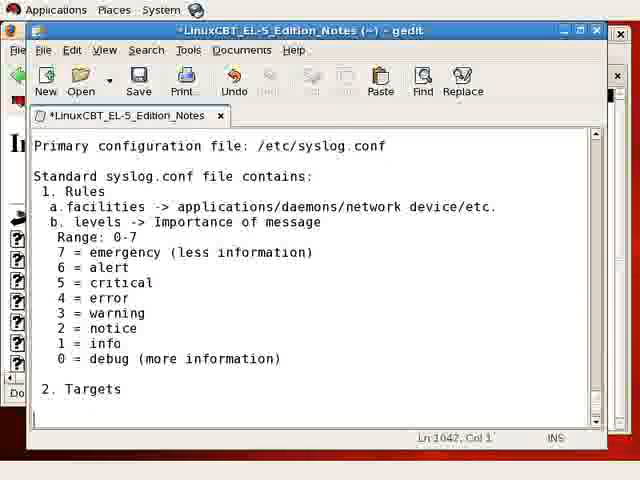 Applications Places System
*LinuxCBT_EL-5_Edition_Notes (~) - gedit
File
File Edit View Search Tools Documents Help
New Open Save Print... Undo Redo Cut Copy Paste Find Replace
*LinuxCBT_EL-5_Edition_Notes
Primary configuration file: /etc/syslog.conf
Standard syslog.conf file contains:
1. Rules
a.facilities -> applications/daemons/network device/etc.
b. levels -> Importance of message
Range: 0-7
7 = emergency (less information)
6 = alert
5 = critical
4 = error
3 = warning
2 = notice
1 = info
0 = debug (more information)
2. Targets
Do
Ln 1042, Col 1 INS